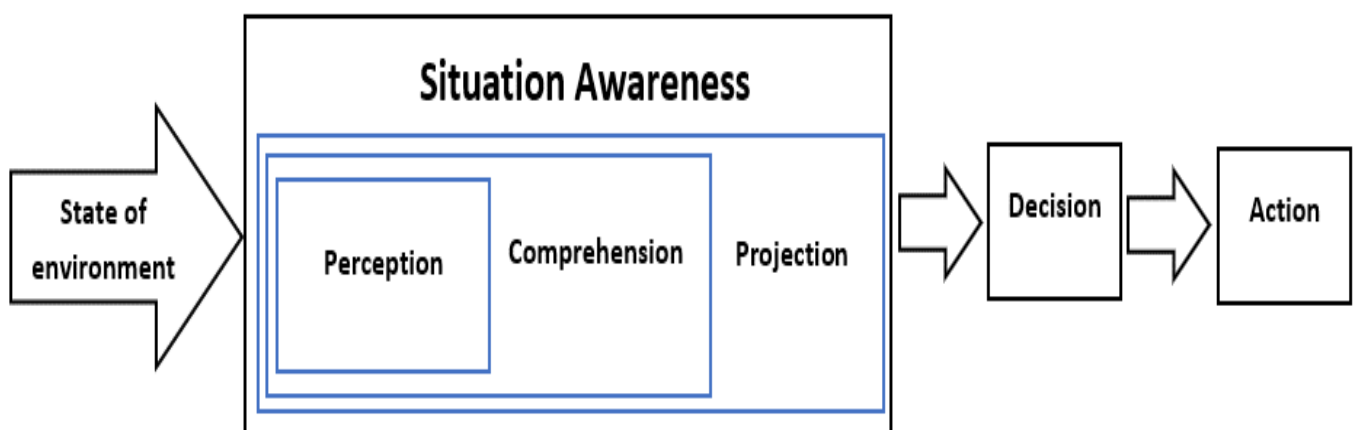 Situation Awareness
State of
environment
Perception
Comprehension
Projection
Decision
Action